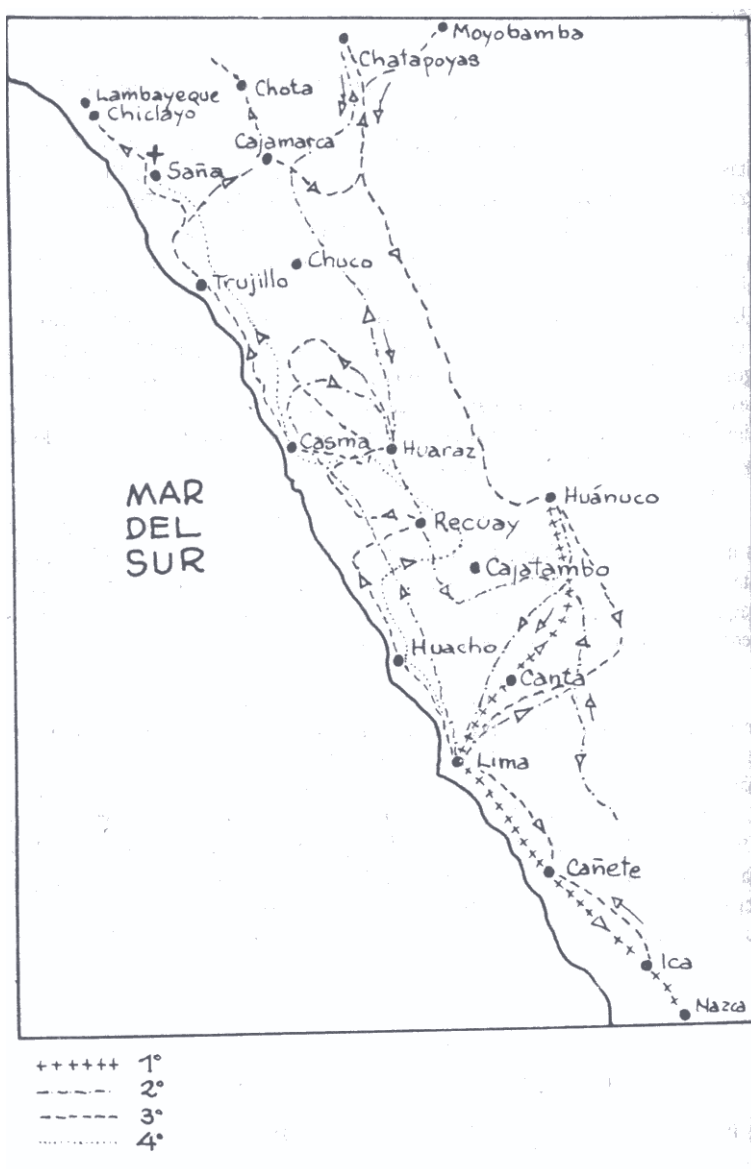 Moyobamba
Chatapoyas
Chota
Lambayeque
Chiclayo
Cajamarca
Saña
Chuco
Trujillo
Casma
Huaraz
MAR
DEL
SUR
Huánuco
Recuay
Cajatambo
Huacho
Canta
Lima
Cañete
Ica
Nazca
1°
2°
3°
4°